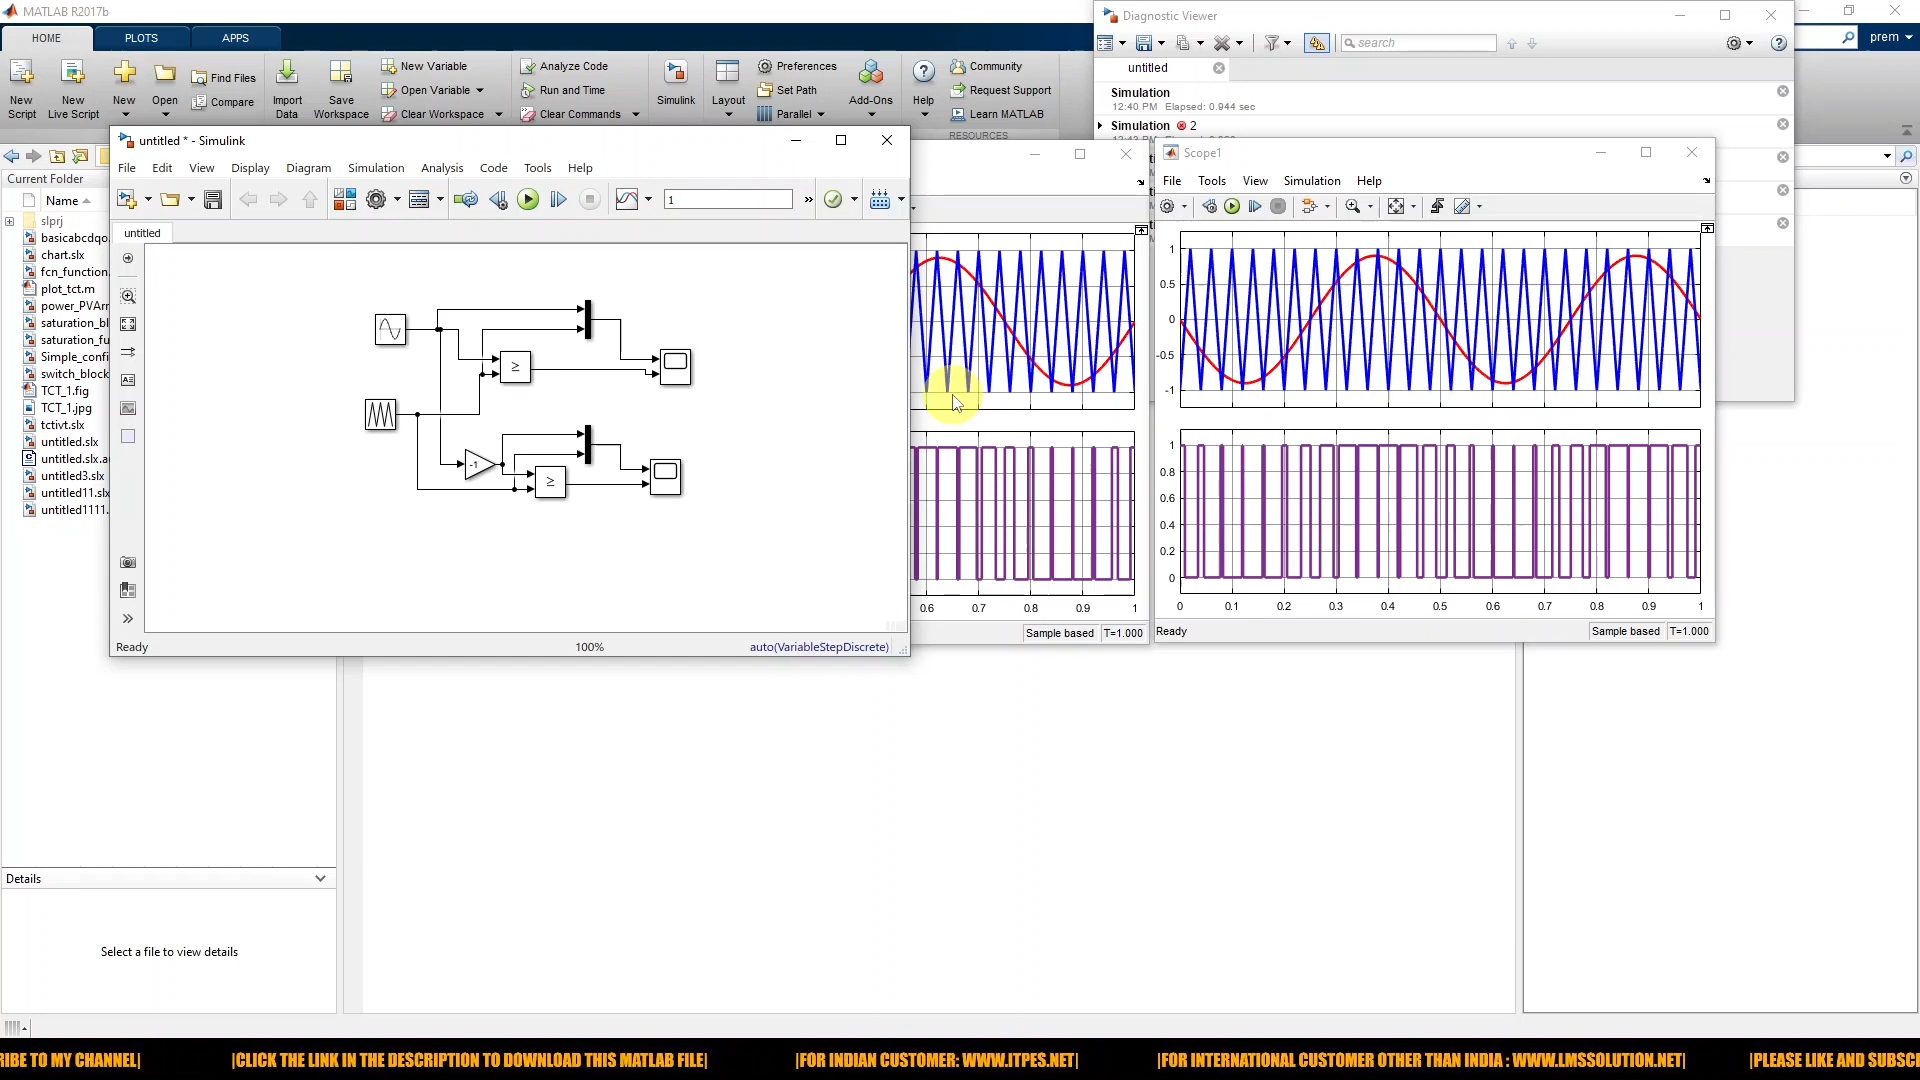 MATLAB R2017b
HOME PLOTS APPS
prem
New Script
New Live Script
New
Open
Find Files
Compare
Import Data
Save Workspace
New Variable
Open Variable
Clear Workspace
Analyze Code
Run and Time
Clear Commands
Simulink
Layout
Preferences
Set Path
Parallel
Add-Ons
Help
Community
Request Support
Learn MATLAB
RESOURCES
Diagnostic Viewer
search
untitled
Simulation
12:40 PM Elapsed: 0.944 sec
Simulation 2
Current Folder
Name
slprj
basicabcdqo.
chart.slx
fcn_function.
plot_tct.m
power_PVArr
saturation_bl
saturation_fu
Simple_confi
switch_block
TCT_1.fig
TCT_1.jpg
tctivt.slx
untitled.slx
untitled.slx.a
untitled3.slx
untitled11.slx
untitled1111.
Details
Select a file to view details
untitled * - Simulink
File Edit View Display Diagram Simulation Analysis Code Tools Help
1
untitled
≥
-1
≥
Ready 100% auto(VariableStepDiscrete)
0.6 0.7 0.8 0.9 1
Sample based T=1.000
Scope1
File Tools View Simulation Help
1
0.5
0
-0.5
-1
1
0.8
0.6
0.4
0.2
0
0 0.1 0.2 0.3 0.4 0.5 0.6 0.7 0.8 0.9 1
Ready Sample based T=1.000
RIBE TO MY CHANNEL| |CLICK THE LINK IN THE DESCRIPTION TO DOWNLOAD THIS MATLAB FILE| |FOR INDIAN CUSTOMER: WWW.ITPES.NET| |FOR INTERNATIONAL CUSTOMER OTHER THAN INDIA : WWW.LMSSOLUTION.NET| |PLEASE LIKE AND SUBSC